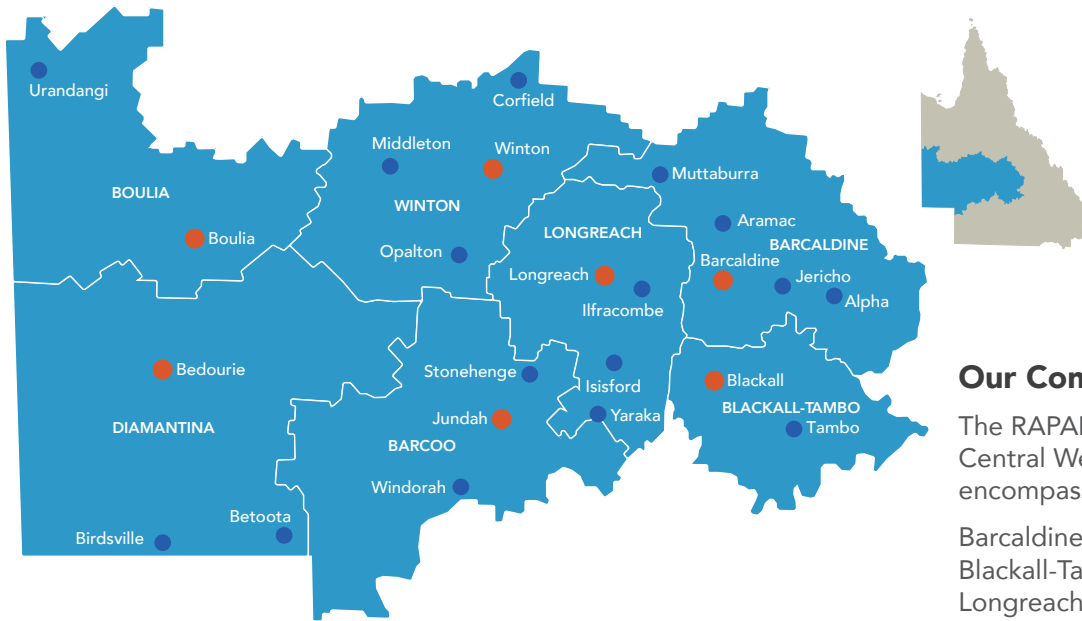 Urandangi
Corfield
Middleton
Winton
Muttaburra
BOULIA
WINTON
Aramac
LONGREACH
BARCALDINE
Boulia
Opalton
Barcaldine
Longreach
Jericho
Alpha
Ilfracombe
Bedourie
Stonehenge
Isisford
Blackall
BLACKALL-TAMBO
Jundah
Yaraka
Tambo
DIAMANTINA
BARCOO
Windorah
Betoota
Birdsville
Our Con
The RAPA
Central We
encompas
Barcaldine
Blackall-Ta
Longreach